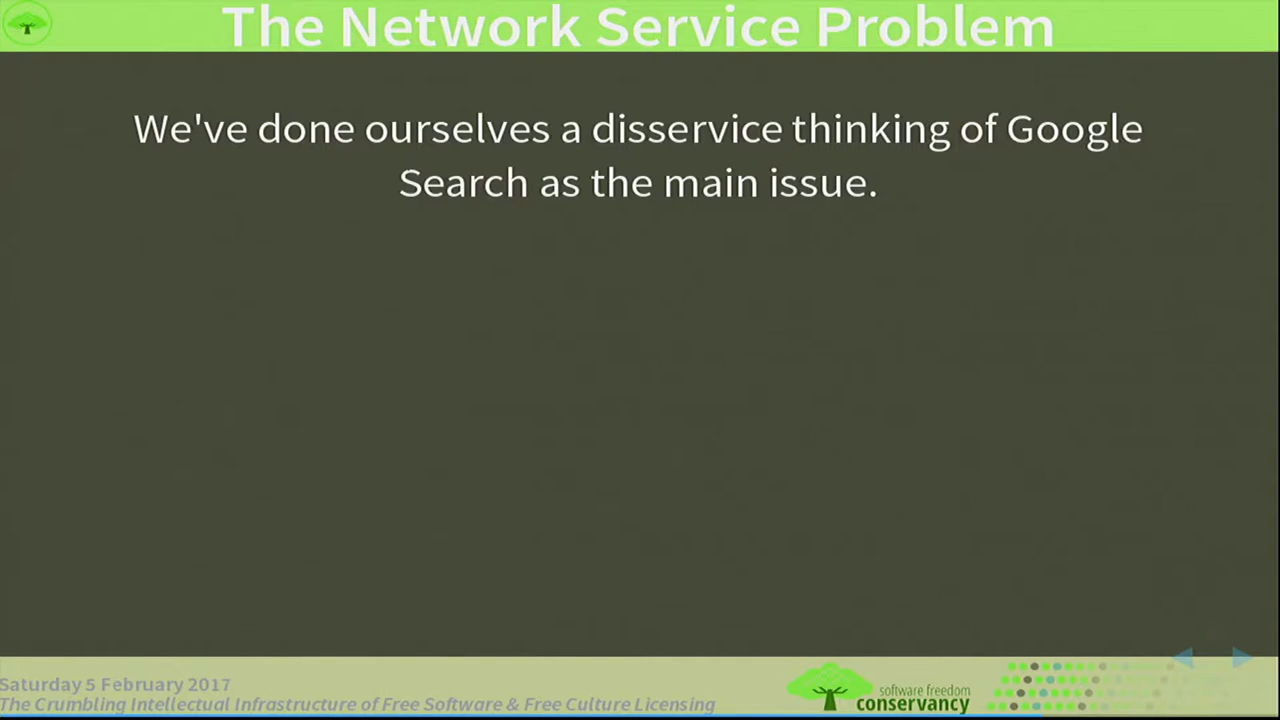 The Network Service Problem
We've done ourselves a disservice thinking of Google
Search as the main issue.
Saturday 5 February 2017
The Crumbling Intellectual Infrastructure of Free Software & Free Culture Licensing
software freedom
conservancy